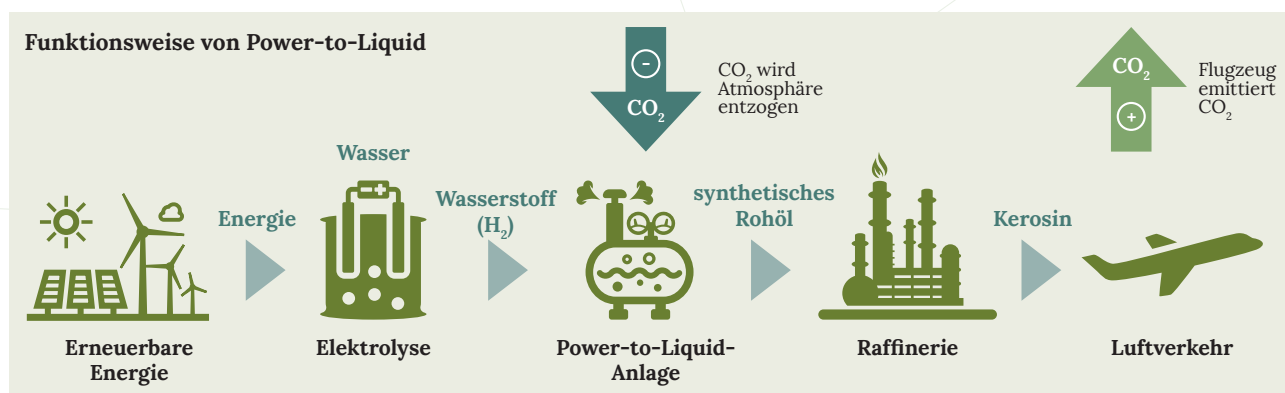 Funktionsweise von Power-to-Liquid
-
CO₂
CO₂ wird
Atmosphäre
entzogen
CO₂
+
Flugzeug
emittiert
CO₂
Energie
Wasser
Wasserstoff
(H₂)
synthetisches
Rohöl
Kerosin
Erneuerbare
Energie
Elektrolyse
Power-to-Liquid-
Anlage
Raffinerie
Luftverkehr